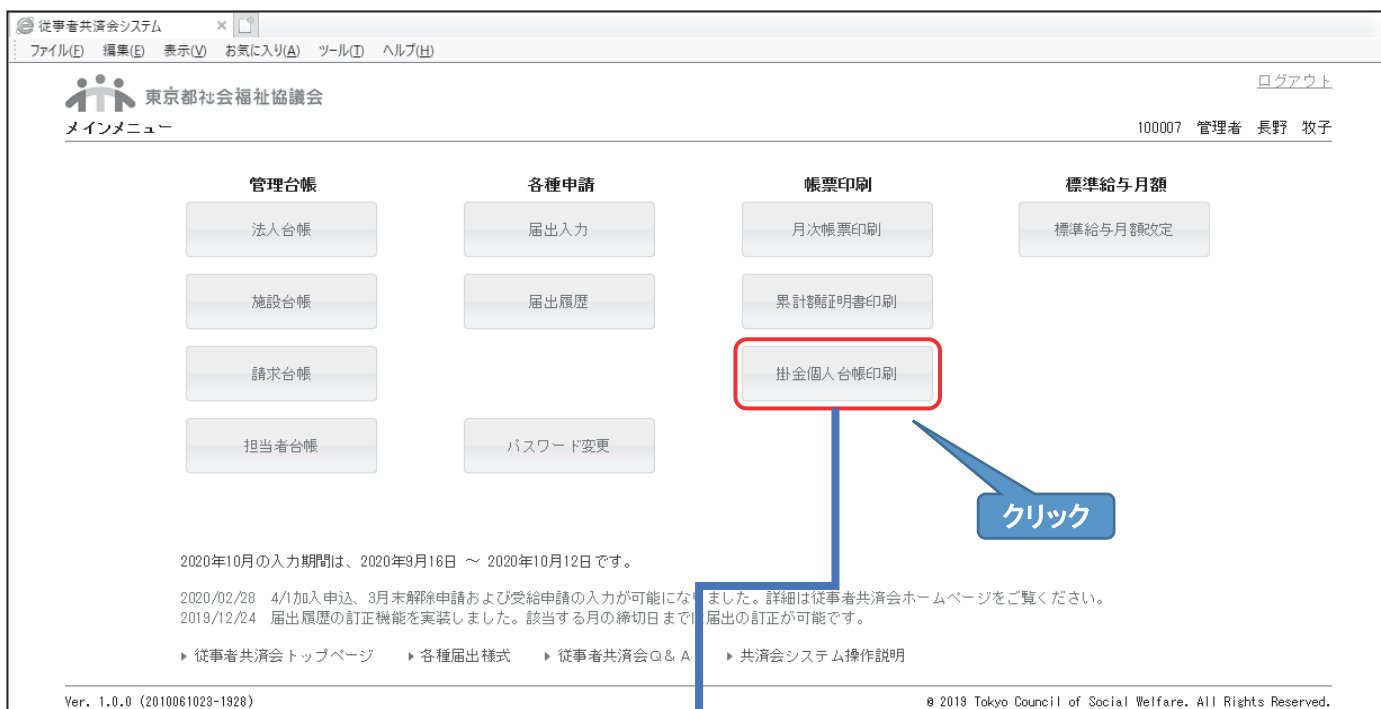 従事者共済会システム
ファイル(F) 編集(E) 表示(V) お気に入り(A) ツール(T) ヘルプ(H)
東京都社会福祉協議会
ログアウト
メインメニュー
100007 管理者 長野 牧子
管理台帳 各種申請 帳票印刷 標準給与月額
法人台帳 届出入力 月次帳票印刷 標準給与月額改定
施設台帳 届出履歴 累計額証明書印刷
請求台帳 掛金個人台帳印刷
担当者台帳 パスワード変更
クリック
2020年10月の入力期間は、2020年9月16日 ～ 2020年10月12日です。
2020/02/28 4/1加入申込、3月末解除申請および受給申請の入力が可能になりました。詳細は従事者共済会ホームページをご覧ください。
2019/12/24 届出履歴の訂正機能を実装しました。該当する月の締切日まで届出の訂正が可能です。
従事者共済会トップページ 各種届出様式 従事者共済会Q&A 共済会システム操作説明
Ver. 1.0.0 (2010061023-1928)
© 2019 Tokyo Council of Social Welfare. All Rights Reserved.